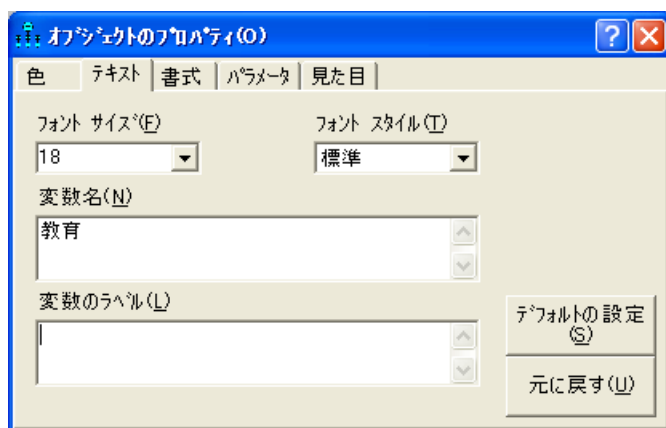 ｵﾌﾞｼﾞｪｸﾄのﾌﾟﾛﾊﾟﾃｨ(O)
色 テキスト 書式 ﾊﾟﾗﾒｰﾀ 見た目
ﾌｫﾝﾄ ｻｲｽﾞ(F) ﾌｫﾝﾄ ｽﾀｲﾙ(T)
18 標準
変数名(N)
教育
変数のﾗﾍﾞﾙ(L)
ﾃﾞﾌｫﾙﾄの設定
(S)
元に戻す(U)